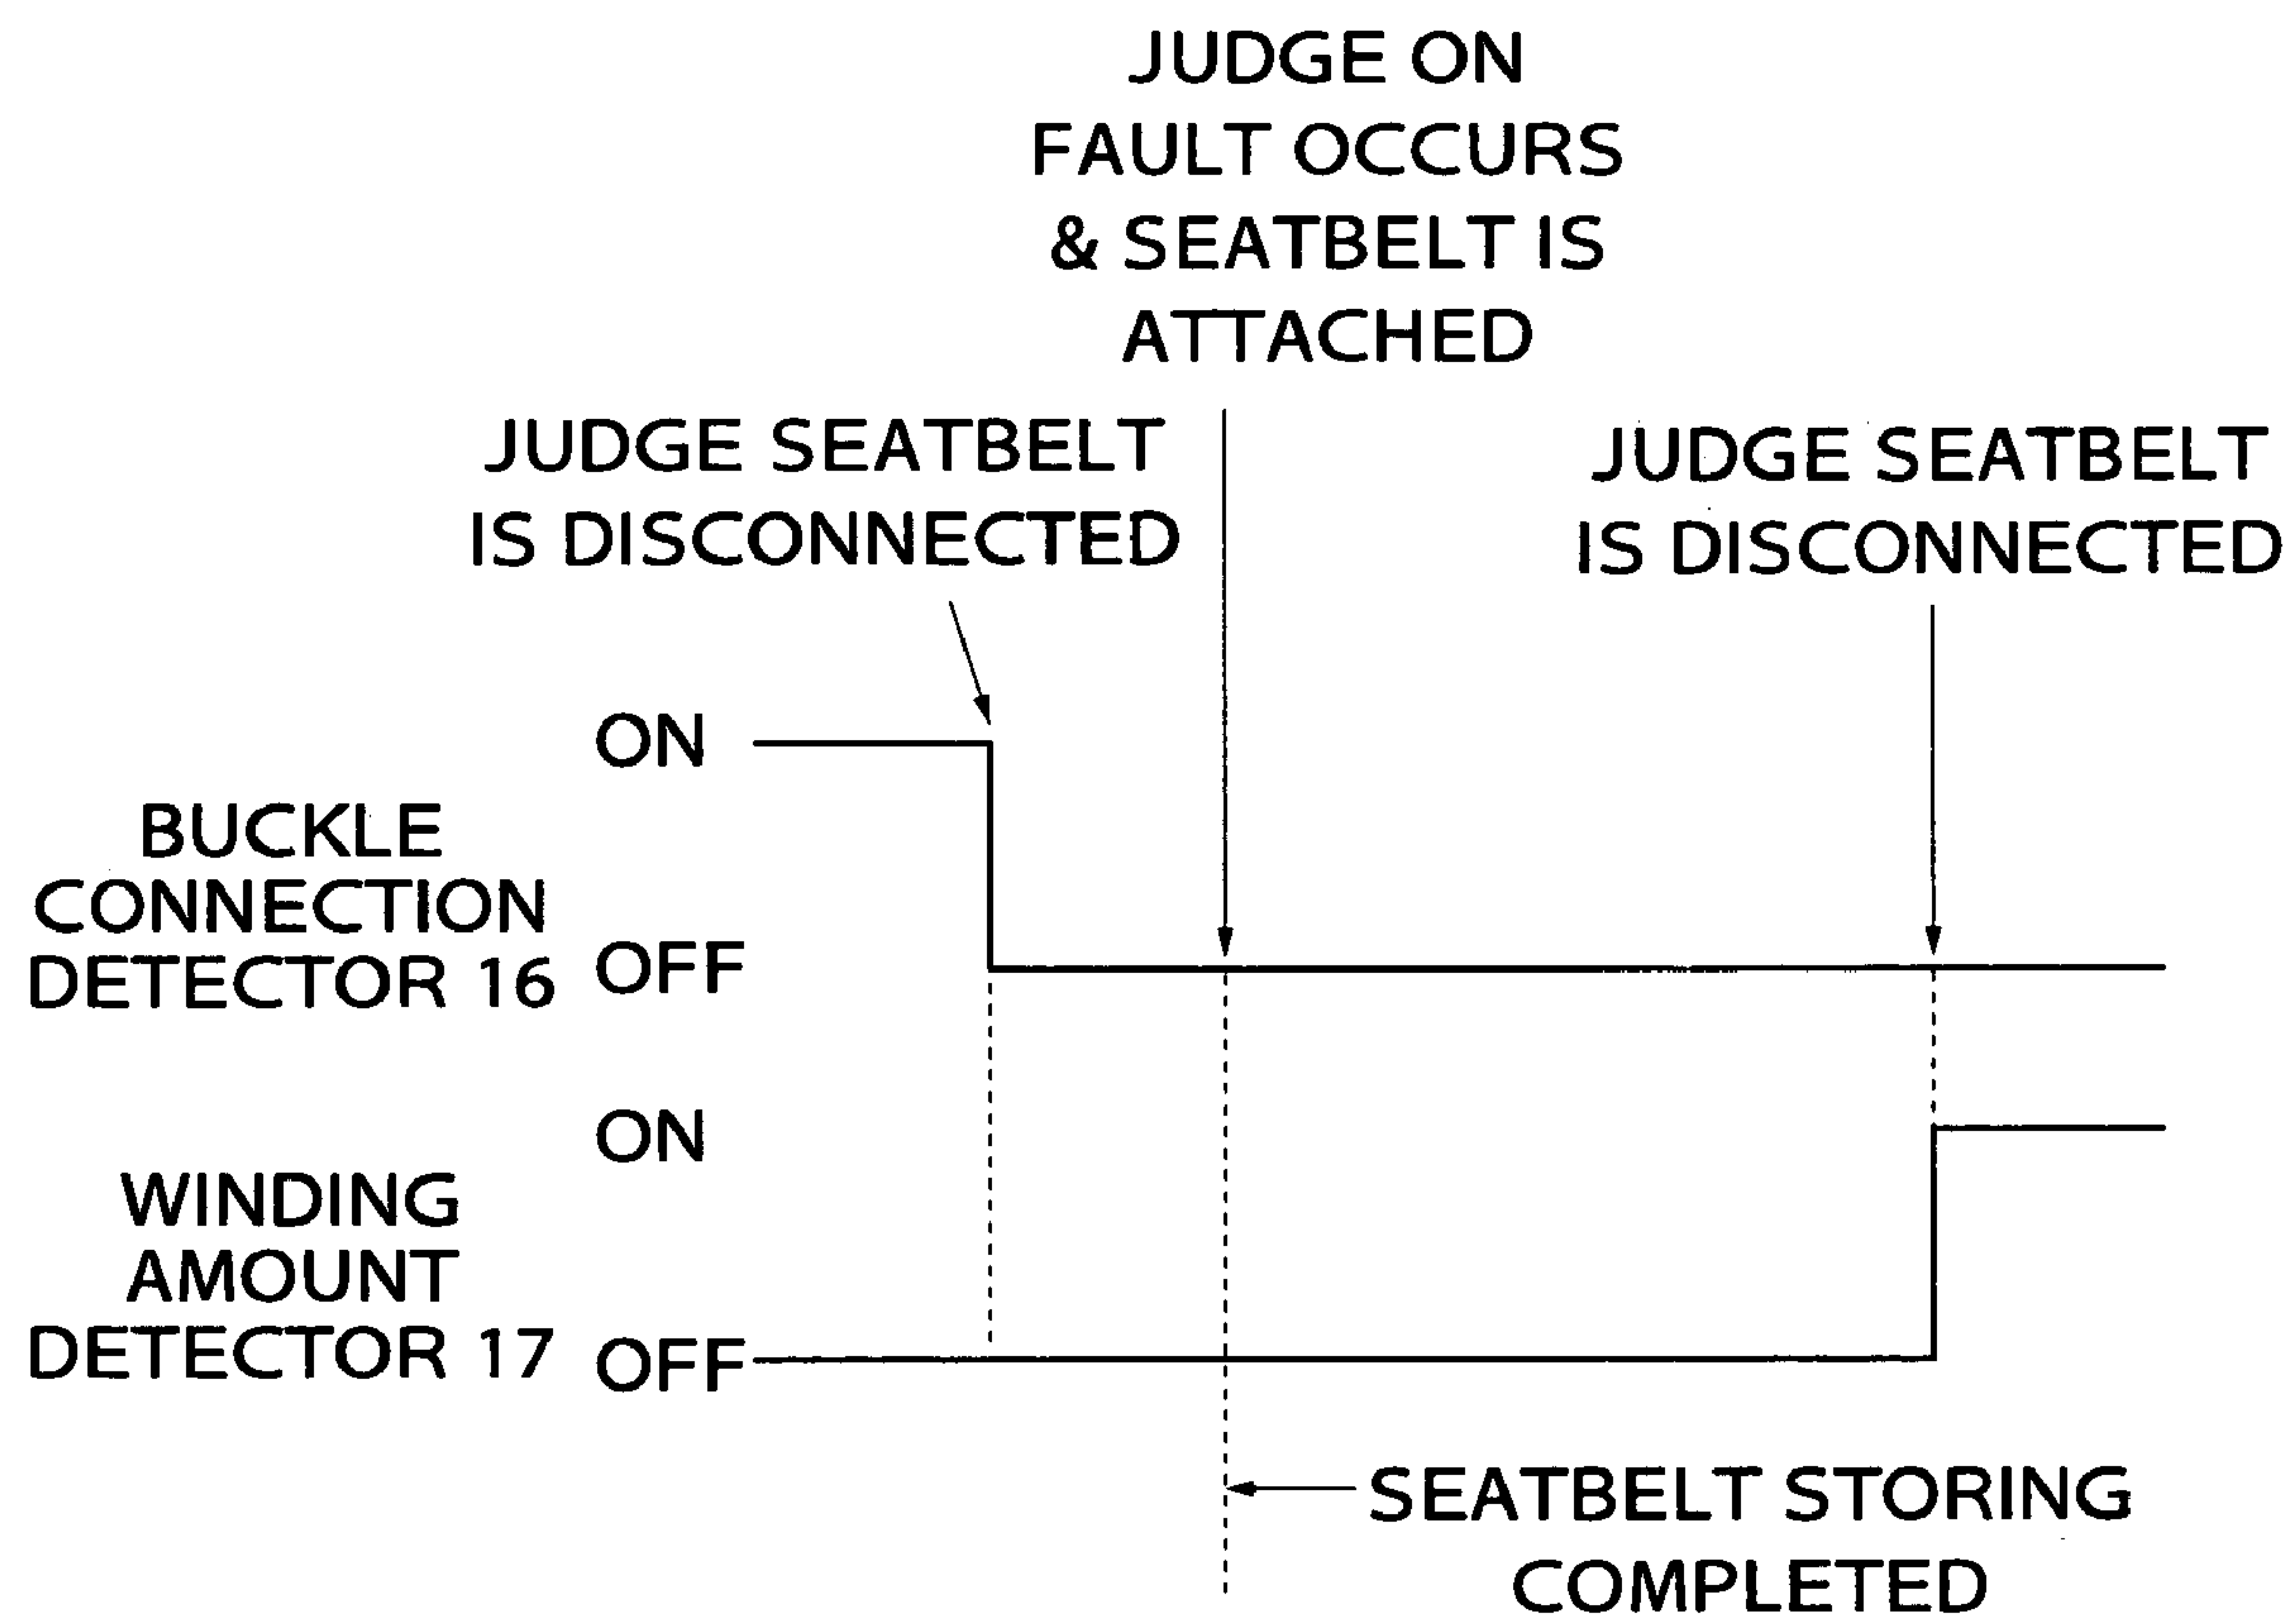 JUDGE ON
FAULT OCCURS
& SEATBELT IS
ATTACHED
JUDGE SEATBELT
IS DISCONNECTED
JUDGE SEATBELT
IS DISCONNECTED
ON
BUCKLE
CONNECTION
DETECTOR 16
OFF
ON
WINDING
AMOUNT
DETECTOR 17
OFF
SEATBELT STORING
COMPLETED